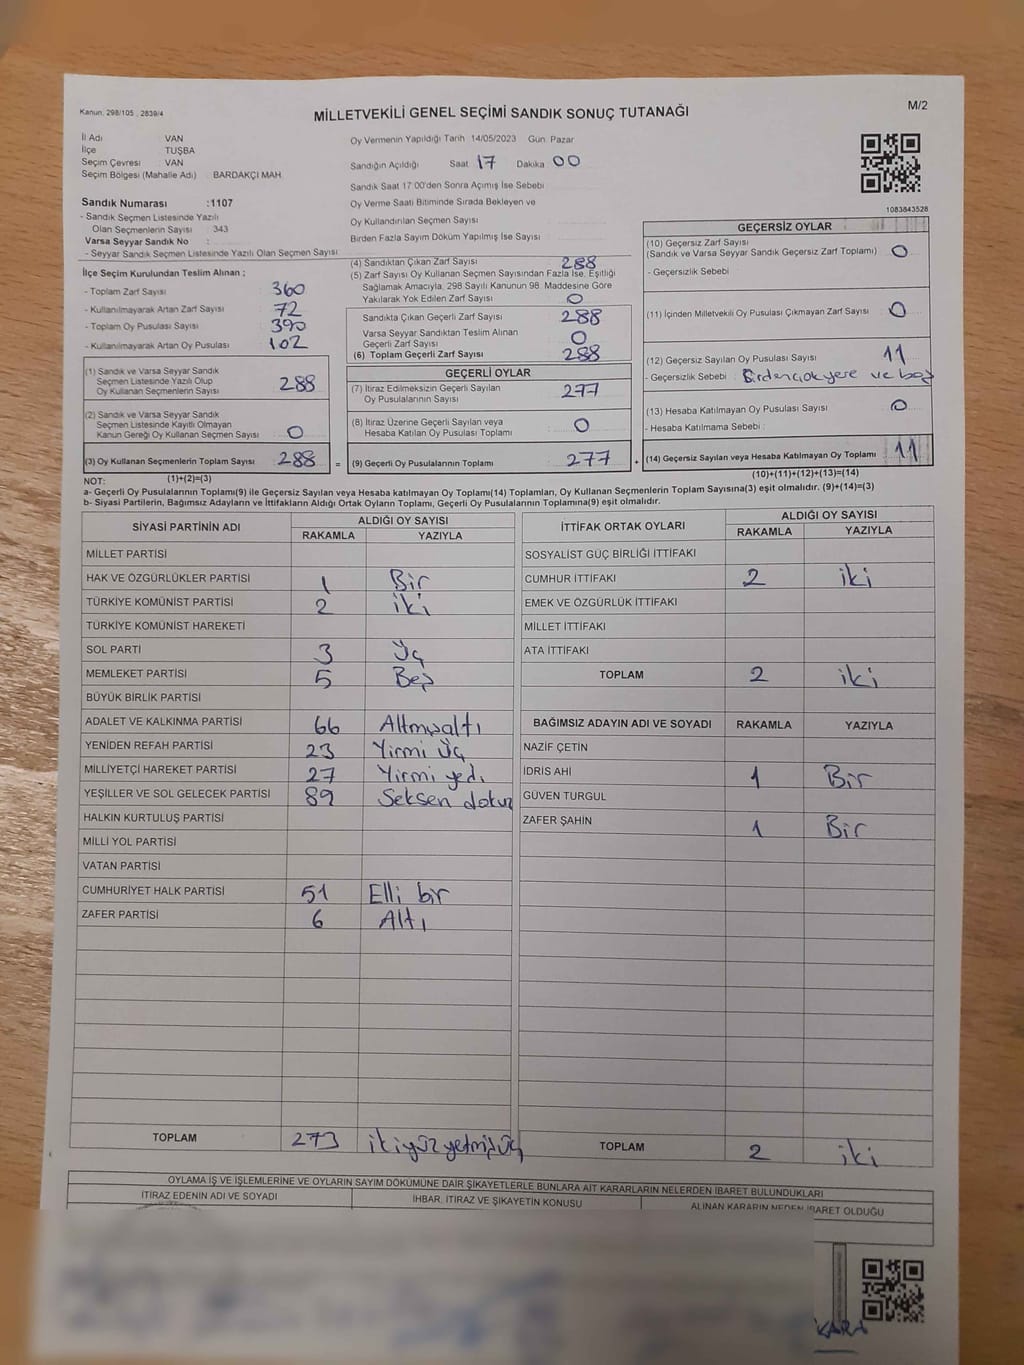 Kanun: 298/105 , 2839/4
MİLLETVEKİLİ GENEL SEÇİMİ SANDIK SONUÇ TUTANAĞI
M/2
İl Adı VAN
İlçe TUŞBA
Seçim Çevresi VAN
Seçim Bölgesi (Mahalle Adı) BARDAKÇI MAH.
Sandık Numarası :1107
- Sandık Seçmen Listesinde Yazılı
Olan Seçmenlerin Sayısı : 343
Varsa Seyyar Sandık No :
- Seyyar Sandık Seçmen Listesinde Yazılı Olan Seçmen Sayısı
Oy Vermenin Yapıldığı Tarih 14/05/2023 Gün: Pazar
Sandığın Açıldığı Saat 17 Dakika 00
Sandık Saat 17:00'den Sonra Açımış İse Sebebi
Oy Verme Saati Bitiminde Sırada Bekleyen ve
Oy Kullandırılan Seçmen Sayısı
Birden Fazla Sayım Döküm Yapılmış İse Sayısı
1083843528
İlçe Seçim Kurulundan Teslim Alınan ;
- Toplam Zarf Sayısı 360
- Kullanılmayarak Artan Zarf Sayısı 72
- Toplam Oy Pusulası Sayısı 390
- Kullanılmayarak Artan Oy Pusulası 102
(4) Sandıktan Çıkan Zarf Sayısı 288
(5) Zarf Sayısı Oy Kullanan Seçmen Sayısından Fazla İse, Eşitliği
Sağlamak Amacıyla, 298 Sayılı Kanunun 98. Maddesine Göre
Yakılarak Yok Edilen Zarf Sayısı 0
Sandıkta Çıkan Geçerli Zarf Sayısı 288
Varsa Seyyar Sandıktan Teslim Alınan
Geçerli Zarf Sayısı 0
(6) Toplam Geçerli Zarf Sayısı 288
GEÇERSİZ OYLAR
(10) Geçersiz Zarf Sayısı
(Sandık ve Varsa Seyyar Sandık Geçersiz Zarf Toplamı) 0
- Geçersizlik Sebebi
(11) İçinden Milletvekili Oy Pusulası Çıkmayan Zarf Sayısı 0
(12) Geçersiz Sayılan Oy Pusulası Sayısı 11
- Geçersizlik Sebebi : Birden çok yere ve boş
(13) Hesaba Katılmayan Oy Pusulası Sayısı 0
- Hesaba Katılmama Sebebi :
(14) Geçersiz Sayılan veya Hesaba Katılmayan Oy Toplamı 11
(1) Sandık ve Varsa Seyyar Sandık
Seçmen Listesinde Yazılı Olup
Oy Kullanan Seçmenlerin Sayısı 288
(2) Sandık ve Varsa Seyyar Sandık
Seçmen Listesinde Kayıtlı Olmayan
Kanun Gereği Oy Kullanan Seçmen Sayısı 0
(3) Oy Kullanan Seçmenlerin Toplam Sayısı 288 =
GEÇERLİ OYLAR
(7) İtiraz Edilmeksizin Geçerli Sayılan
Oy Pusulalarının Sayısı 277
(8) İtiraz Üzerine Geçerli Sayılan veya
Hesaba Katılan Oy Pusulası Toplamı 0
(9) Geçerli Oy Pusulalarının Toplamı 277 +
NOT: (1)+(2)=(3)
(10)+(11)+(12)+(13)=(14)
a- Geçerli Oy Pusulalarının Toplamı(9) ile Geçersiz Sayılan veya Hesaba katılmayan Oy Toplamı(14) Toplamları, Oy Kullanan Seçmenlerin Toplam Sayısına(3) eşit olmalıdır. (9)+(14)=(3)
b- Siyasi Partilerin, Bağımsız Adayların ve İttifakların Aldığı Ortak Oyların Toplamı, Geçerli Oy Pusulalarının Toplamına(9) eşit olmalıdır.
SİYASİ PARTİNİN ADI ALDIĞI OY SAYISI
RAKAMLA YAZIYLA
MİLLET PARTİSİ
HAK VE ÖZGÜRLÜKLER PARTİSİ 1 Bir
TÜRKİYE KOMÜNİST PARTİSİ 2 iki
TÜRKİYE KOMÜNİST HAREKETİ
SOL PARTİ 3 Üç
MEMLEKET PARTİSİ 5 Beş
BÜYÜK BİRLİK PARTİSİ
ADALET VE KALKINMA PARTİSİ 66 Altmışaltı
YENİDEN REFAH PARTİSİ 23 Yirmi Üç
MİLLİYETÇİ HAREKET PARTİSİ 27 Yirmi yedi
YEŞİLLER VE SOL GELECEK PARTİSİ 89 Seksen dokuz
HALKIN KURTULUŞ PARTİSİ
MİLLİ YOL PARTİSİ
VATAN PARTİSİ
CUMHURİYET HALK PARTİSİ 51 Elli bir
ZAFER PARTİSİ 6 Altı
TOPLAM 273 ikiyüz yetmiş üç
İTTİFAK ORTAK OYLARI ALDIĞI OY SAYISI
RAKAMLA YAZIYLA
SOSYALİST GÜÇ BİRLİĞİ İTTİFAKI
CUMHUR İTTİFAKI 2 iki
EMEK VE ÖZGÜRLÜK İTTİFAKI
MİLLET İTTİFAKI
ATA İTTİFAKI
TOPLAM 2 iki
BAĞIMSIZ ADAYIN ADI VE SOYADI RAKAMLA YAZIYLA
NAZİF ÇETİN
İDRİS AHİ 1 Bir
GÜVEN TURGUL
ZAFER ŞAHİN 1 Bir
TOPLAM 2 iki
OYLAMA İŞ VE İŞLEMLERİNE VE OYLARIN SAYIM DÖKÜMÜNE DAİR ŞİKAYETLERLE BUNLARA AİT KARARLARIN NELERDEN İBARET BULUNDUKLARI
İTİRAZ EDENİN ADI VE SOYADI İHBAR, İTİRAZ VE ŞİKAYETİN KONUSU ALINAN KARARIN NEDEN İBARET OLDUĞU